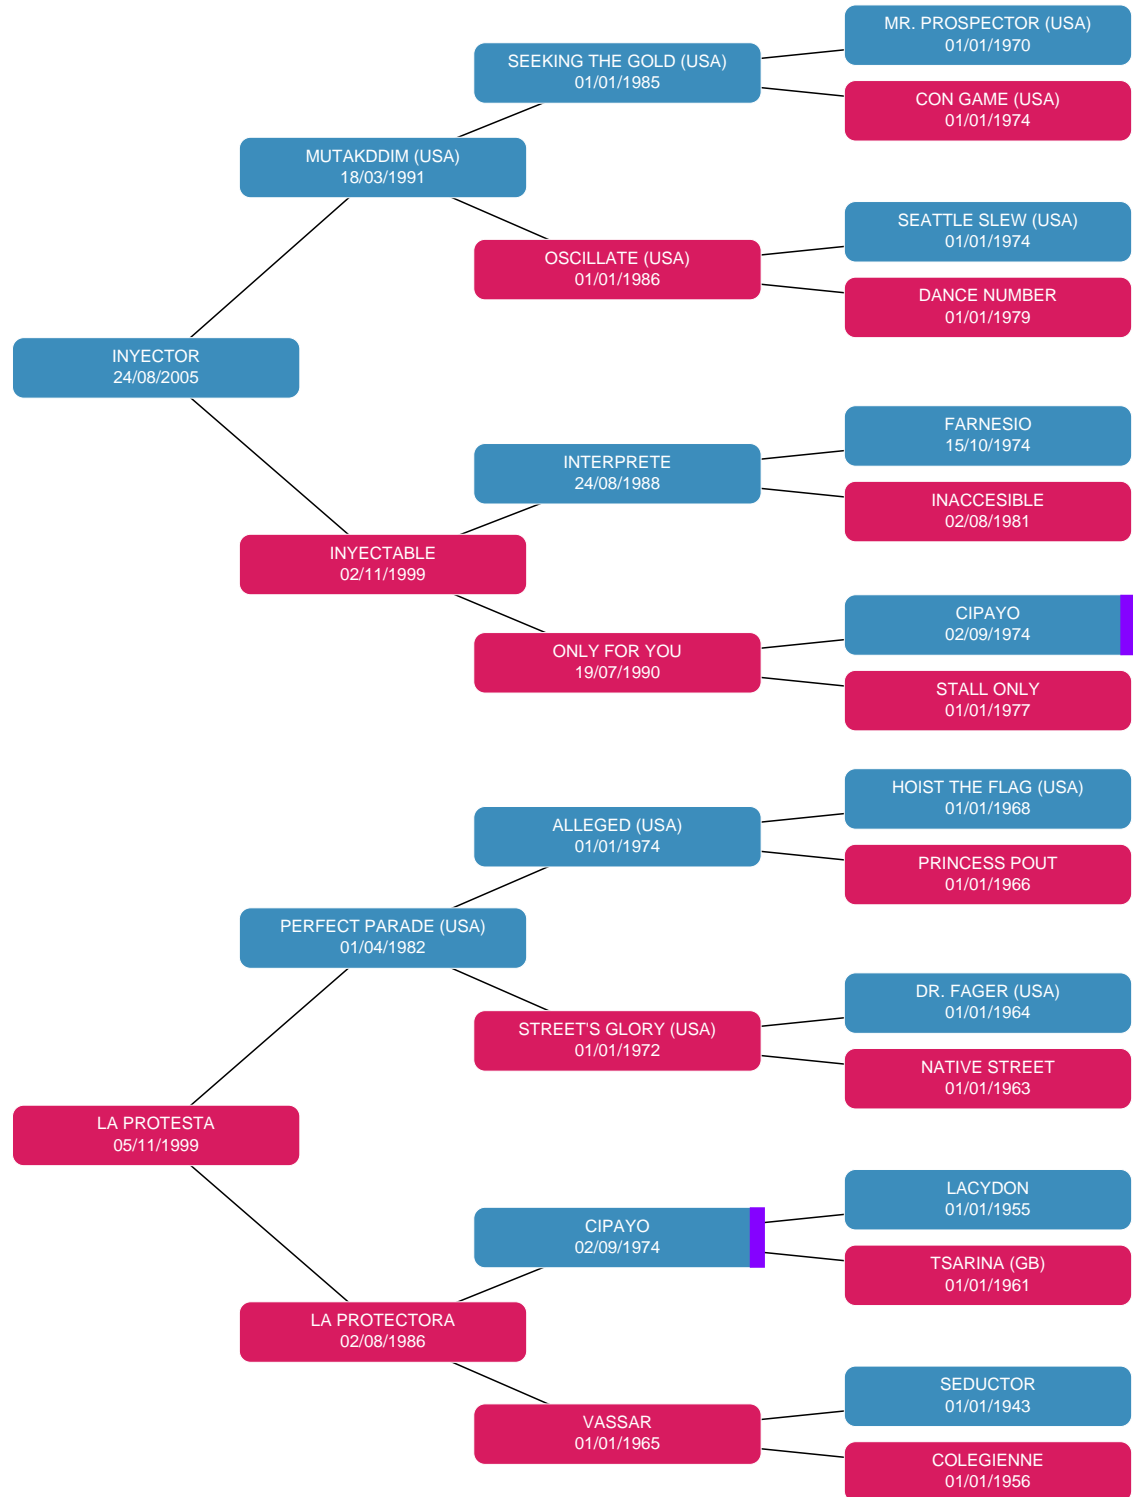 MR. PROSPECTOR (USA)
01/01/1970
SEEKING THE GOLD (USA)
01/01/1985
CON GAME (USA)
01/01/1974
MUTAKDDIM (USA)
18/03/1991
SEATTLE SLEW (USA)
01/01/1974
OSCILLATE (USA)
01/01/1986
DANCE NUMBER
01/01/1979
INYECTOR
24/08/2005
FARNESIO
15/10/1974
INTERPRETE
24/08/1988
INACCESIBLE
02/08/1981
INYECTABLE
02/11/1999
CIPAYO
02/09/1974
ONLY FOR YOU
19/07/1990
STALL ONLY
01/01/1977
HOIST THE FLAG (USA)
01/01/1968
ALLEGED (USA)
01/01/1974
PRINCESS POUT
01/01/1966
PERFECT PARADE (USA)
01/04/1982
DR. FAGER (USA)
01/01/1964
STREET'S GLORY (USA)
01/01/1972
NATIVE STREET
01/01/1963
LA PROTESTA
05/11/1999
LACYDON
01/01/1955
CIPAYO
02/09/1974
TSARINA (GB)
01/01/1961
LA PROTECTORA
02/08/1986
SEDUCTOR
01/01/1943
VASSAR
01/01/1965
COLEGIENNE
01/01/1956